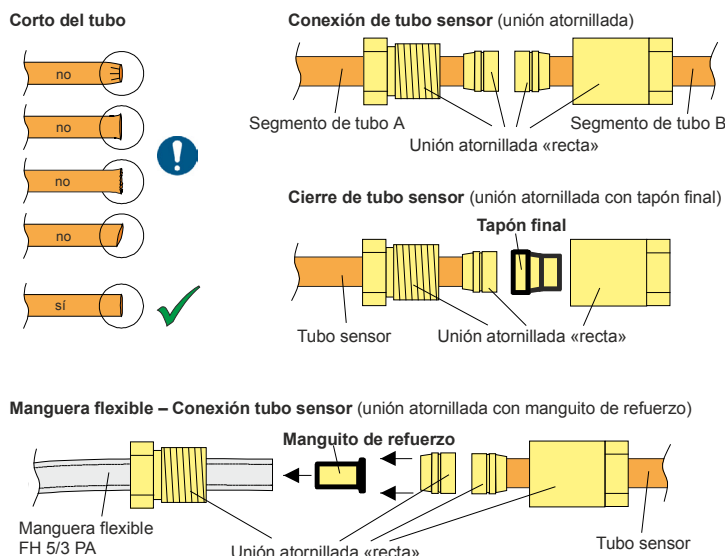 Corto del tubo
no
no
no
no
sí
Conexión de tubo sensor (unión atornillada)
Segmento de tubo A
Segmento de tubo B
Unión atornillada «recta»
Cierre de tubo sensor (unión atornillada con tapón final)
Tapón final
Tubo sensor
Unión atornillada «recta»
Manguera flexible – Conexión tubo sensor (unión atornillada con manguito de refuerzo)
Manguito de refuerzo
Manguera flexible
FH 5/3 PA
Unión atornillada «recta»
Tubo sensor